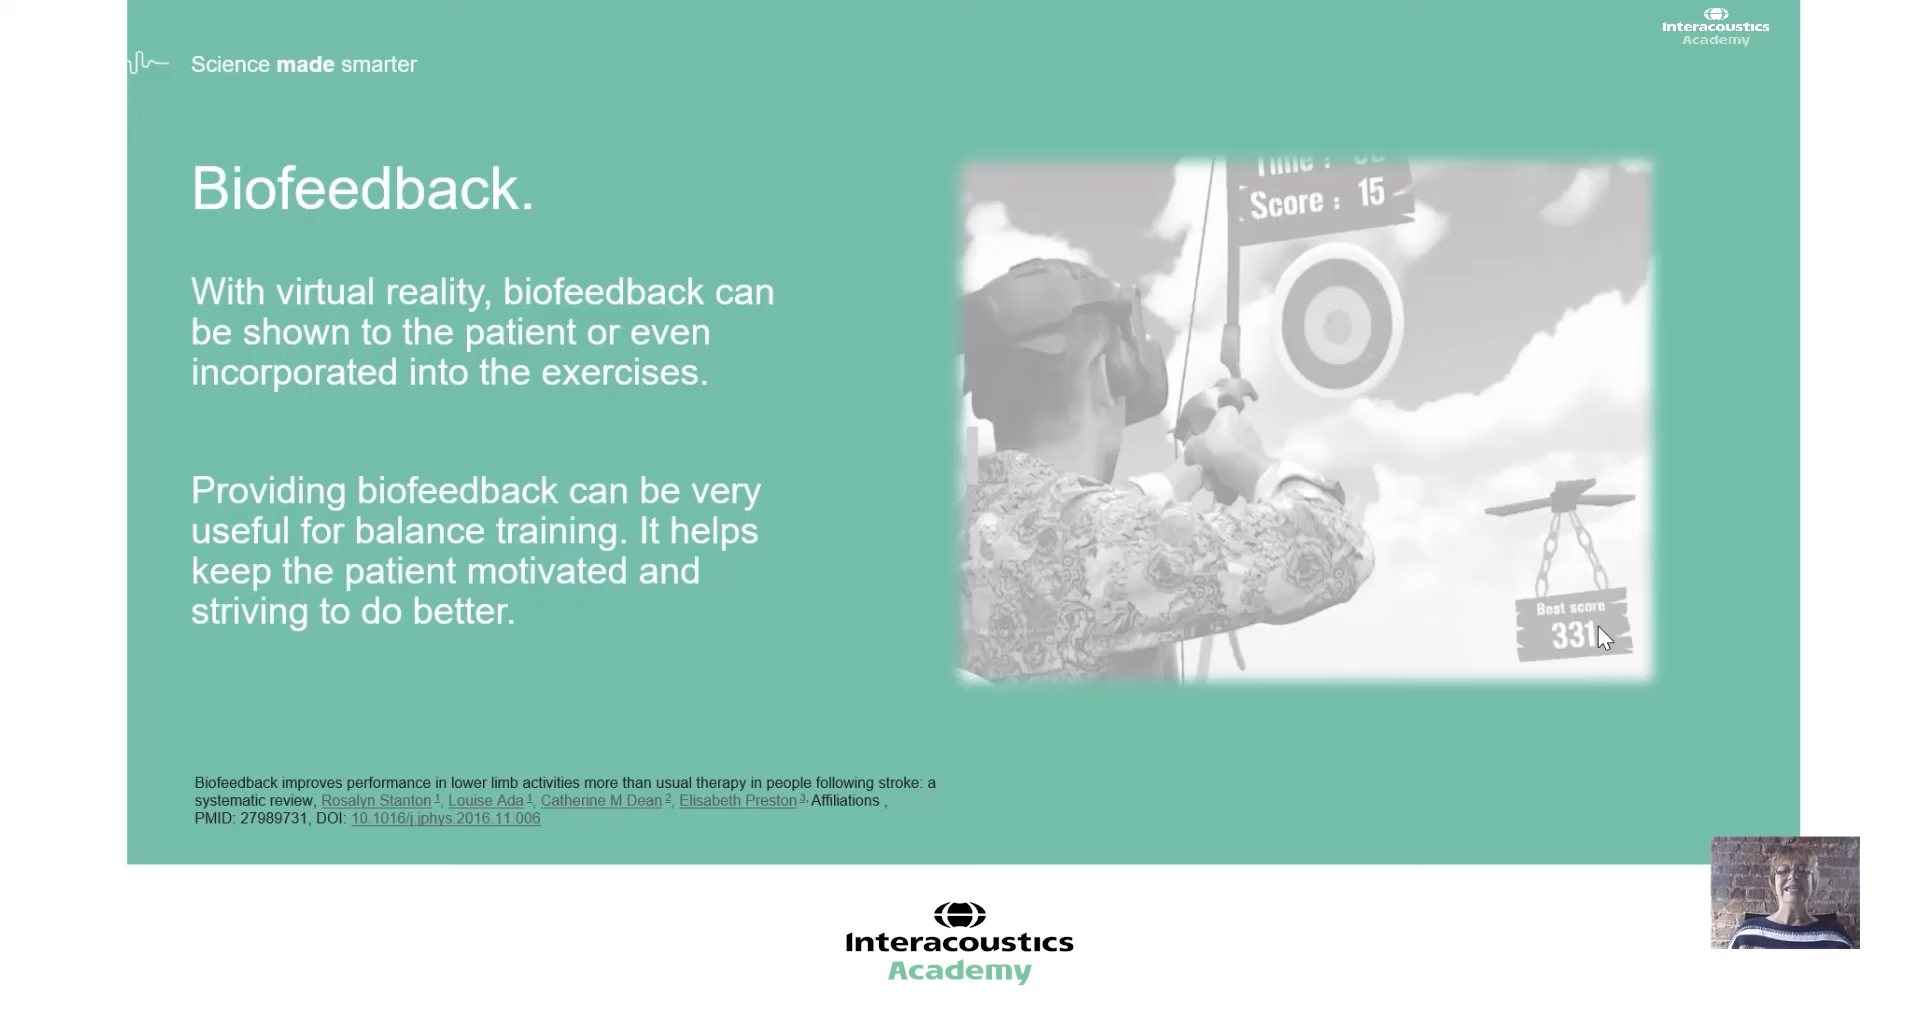 Interacoustics
Academy
Science made smarter
Biofeedback.
With virtual reality, biofeedback can
be shown to the patient or even
incorporated into the exercises.
Providing biofeedback can be very
useful for balance training. It helps
keep the patient motivated and
striving to do better.
Time :
Score : 15
Best score
331
Biofeedback improves performance in lower limb activities more than usual therapy in people following stroke: a
systematic review, Rosalyn Stanton 1, Louise Ada 1, Catherine M Dean 2, Elisabeth Preston 3, Affiliations ,
PMID: 27989731, DOI: 10.1016/j.jphys.2016.11.006
Interacoustics
Academy